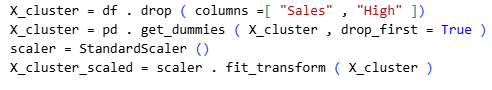 X_cluster = df . drop ( columns =[ "Sales" , "High" ])
X_cluster = pd . get_dummies ( X_cluster , drop_first = True )
scaler = StandardScaler ()
X_cluster_scaled = scaler . fit_transform ( X_cluster )